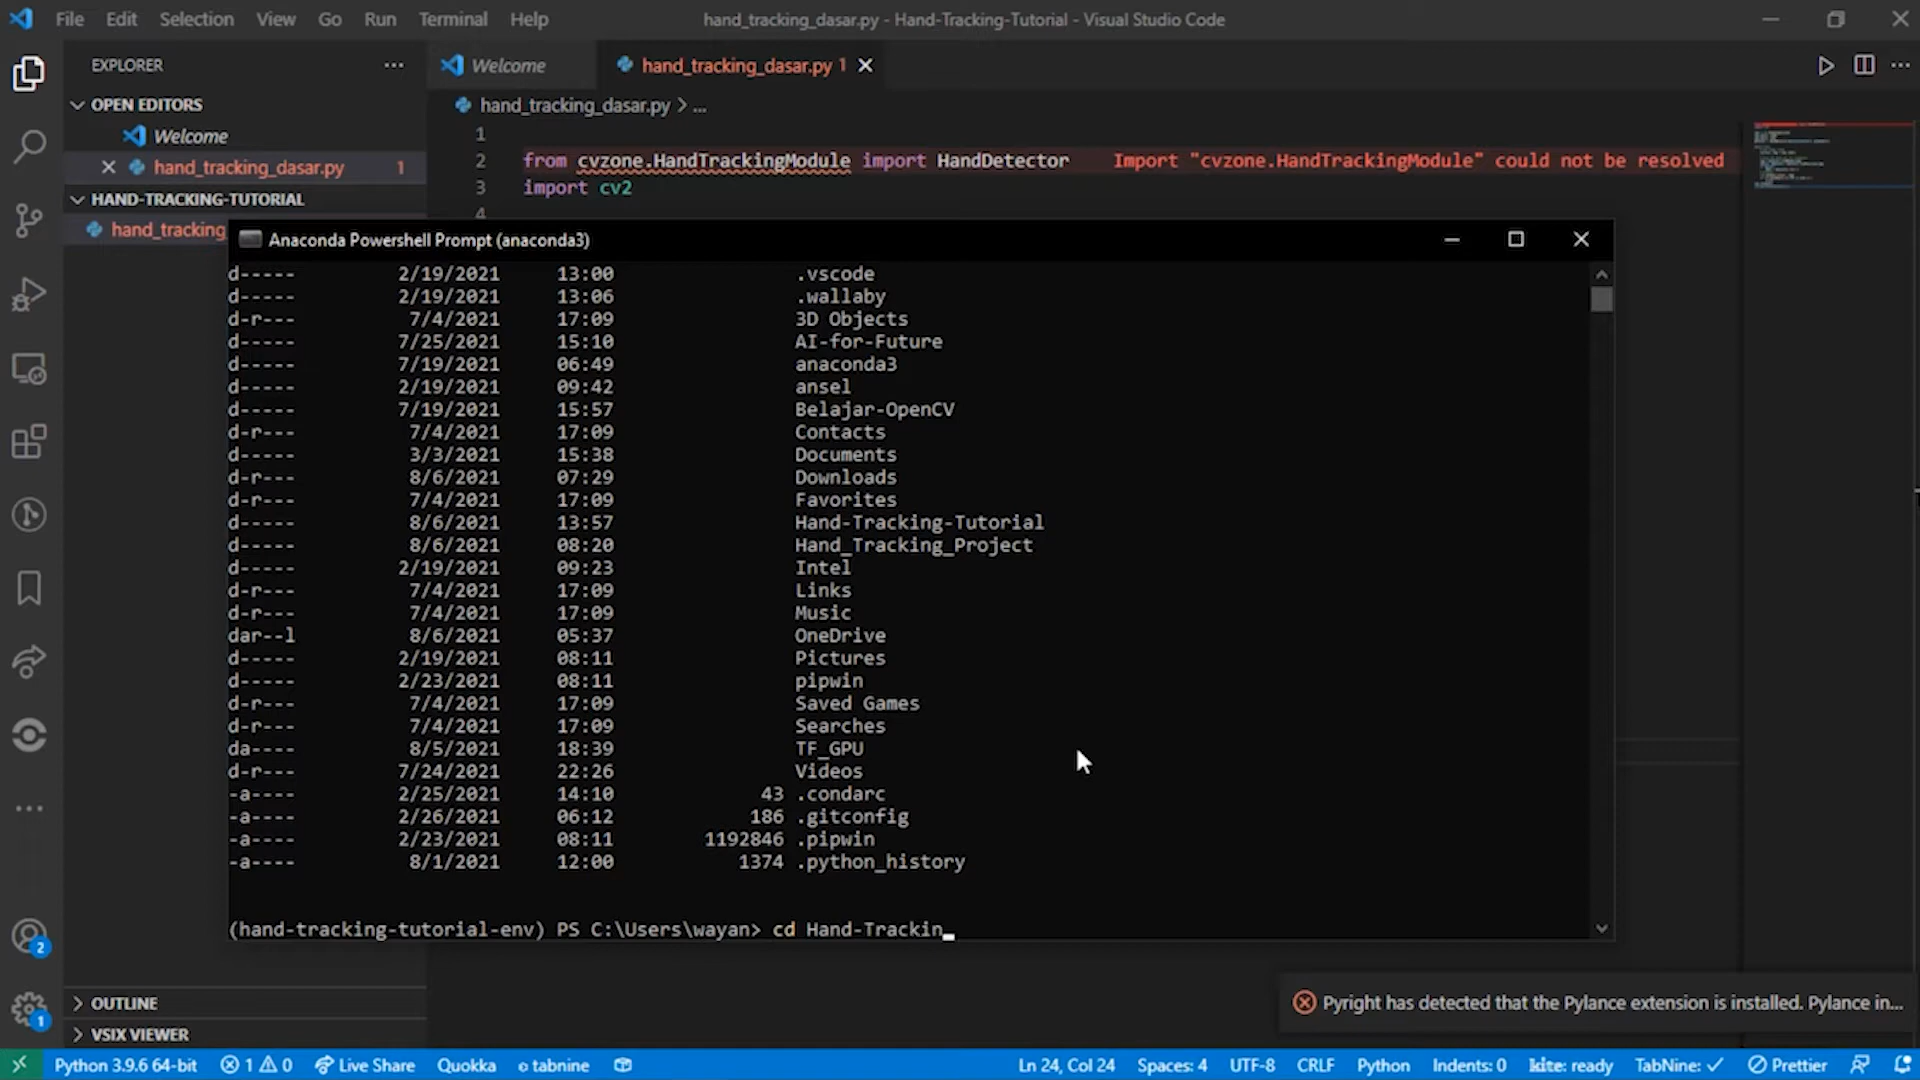 File Edit Selection View Go Run Terminal Help hand_tracking_dasar.py - Hand-Tracking-Tutorial - Visual Studio Code
EXPLORER
Welcome hand_tracking_dasar.py 1
OPEN EDITORS
Welcome
hand_tracking_dasar.py 1
HAND-TRACKING-TUTORIAL
hand_tracking
hand_tracking_dasar.py > ...
1
2 from cvzone.HandTrackingModule import HandDetector Import "cvzone.HandTrackingModule" could not be resolved
3 import cv2
4
Anaconda Powershell Prompt (anaconda3)
d----- 2/19/2021 13:00 .vscode
d----- 2/19/2021 13:06 .wallaby
d-r--- 7/4/2021 17:09 3D Objects
d----- 7/25/2021 15:10 AI-for-Future
d----- 7/19/2021 06:49 anaconda3
d----- 2/19/2021 09:42 ansel
d----- 7/19/2021 15:57 Belajar-OpenCV
d-r--- 7/4/2021 17:09 Contacts
d----- 3/3/2021 15:38 Documents
d-r--- 8/6/2021 07:29 Downloads
d-r--- 7/4/2021 17:09 Favorites
d----- 8/6/2021 13:57 Hand-Tracking-Tutorial
d----- 8/6/2021 08:20 Hand_Tracking_Project
d----- 2/19/2021 09:23 Intel
d-r--- 7/4/2021 17:09 Links
d-r--- 7/4/2021 17:09 Music
dar--l 8/6/2021 05:37 OneDrive
d----- 2/19/2021 08:11 Pictures
d----- 2/23/2021 08:11 pipwin
d-r--- 7/4/2021 17:09 Saved Games
d-r--- 7/4/2021 17:09 Searches
da---- 8/5/2021 18:39 TF_GPU
d-r--- 7/24/2021 22:26 Videos
-a---- 2/25/2021 14:10 43 .condarc
-a---- 2/26/2021 06:12 186 .gitconfig
-a---- 2/23/2021 08:11 1192846 .pipwin
-a---- 8/1/2021 12:00 1374 .python_history
(hand-tracking-tutorial-env) PS C:\Users\wayan> cd Hand-Trackin_
2
1
OUTLINE
VSIX VIEWER
Pyright has detected that the Pylance extension is installed. Pylance in...
Python 3.9.6 64-bit 1 0 Live Share Quokka tabnine Ln 24, Col 24 Spaces: 4 UTF-8 CRLF Python Indents: 0 kite: ready TabNine: ✓ Prettier